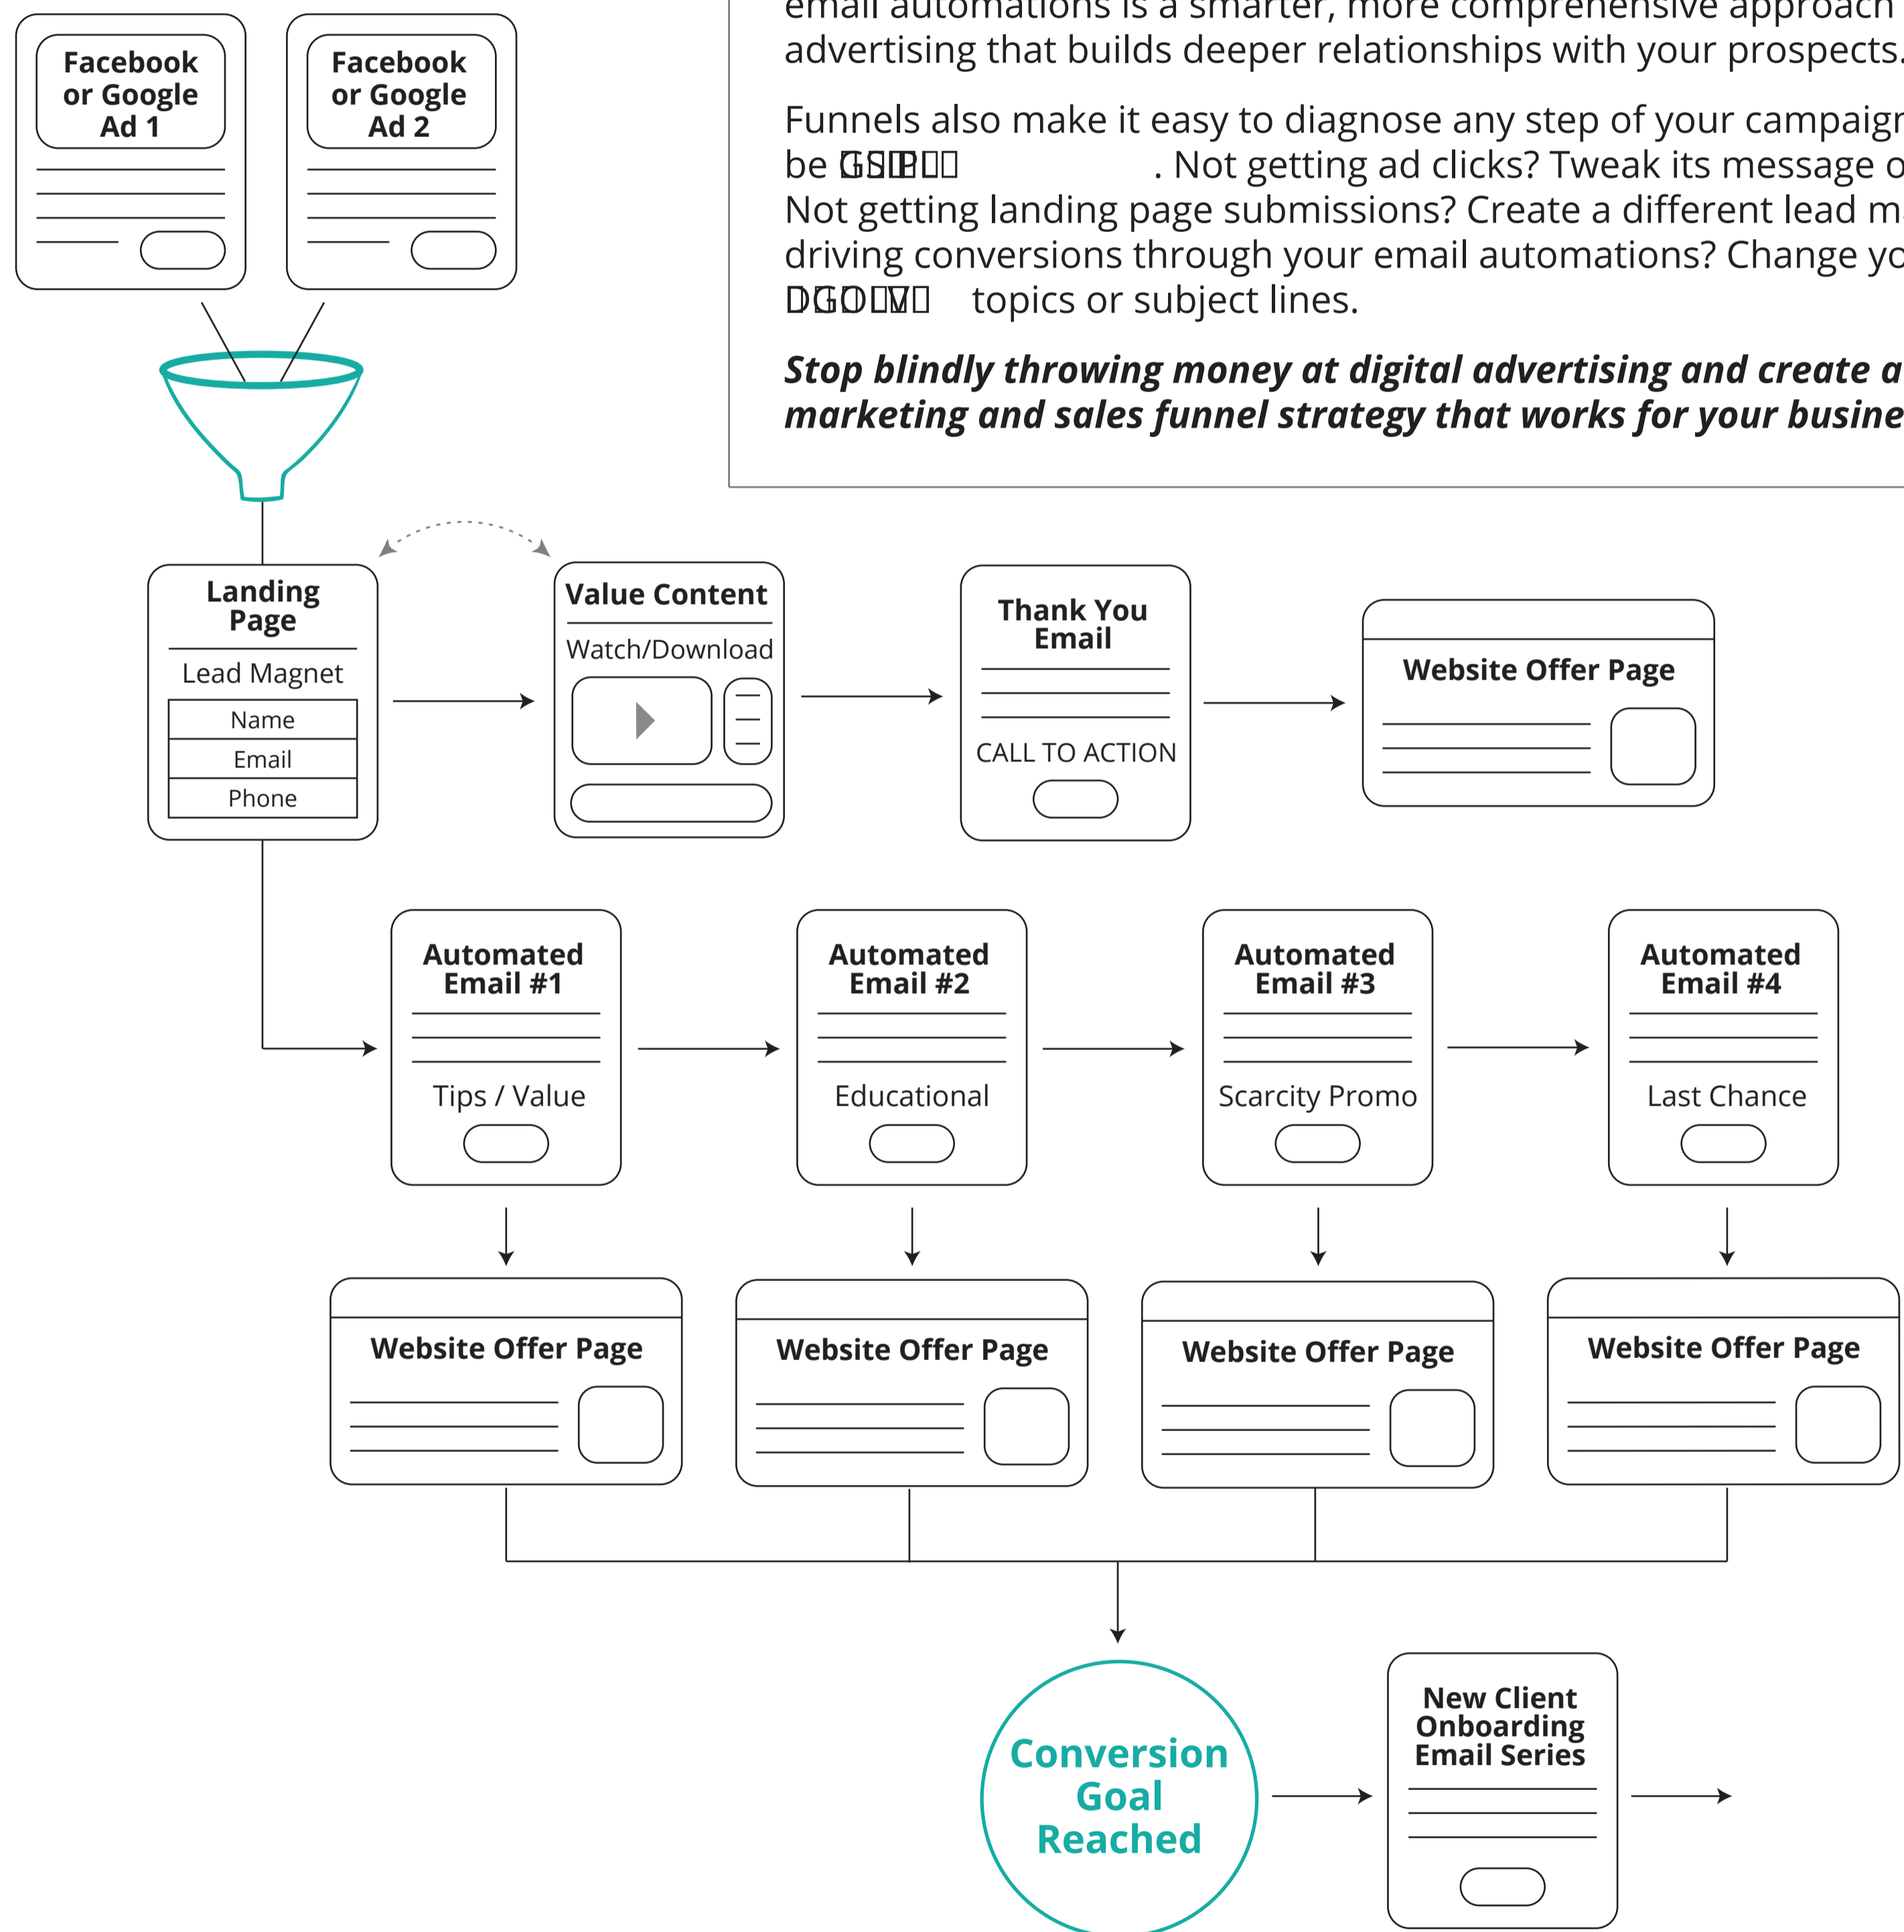 Facebook
or Google
Ad 1
Facebook
or Google
Ad 2
email automations is a smarter, more comprehensive approach
advertising that builds deeper relationships with your prospects.
Funnels also make it easy to diagnose any step of your campaign
be . Not getting ad clicks? Tweak its message
Not getting landing page submissions? Create a different lead
driving conversions through your email automations? Change
topics or subject lines.
Stop blindly throwing money at digital advertising and create a
marketing and sales funnel strategy that works for your
Landing
Page
Lead Magnet
Name
Email
Phone
Value Content
Watch/Download
Thank You
Email
CALL TO ACTION
Website Offer Page
Automated
Email #1
Tips / Value
Automated
Email #2
Educational
Automated
Email #3
Scarcity Promo
Automated
Email #4
Last Chance
Website Offer Page
Website Offer Page
Website Offer Page
Website Offer Page
Conversion
Goal
Reached
New Client
Onboarding
Email Series